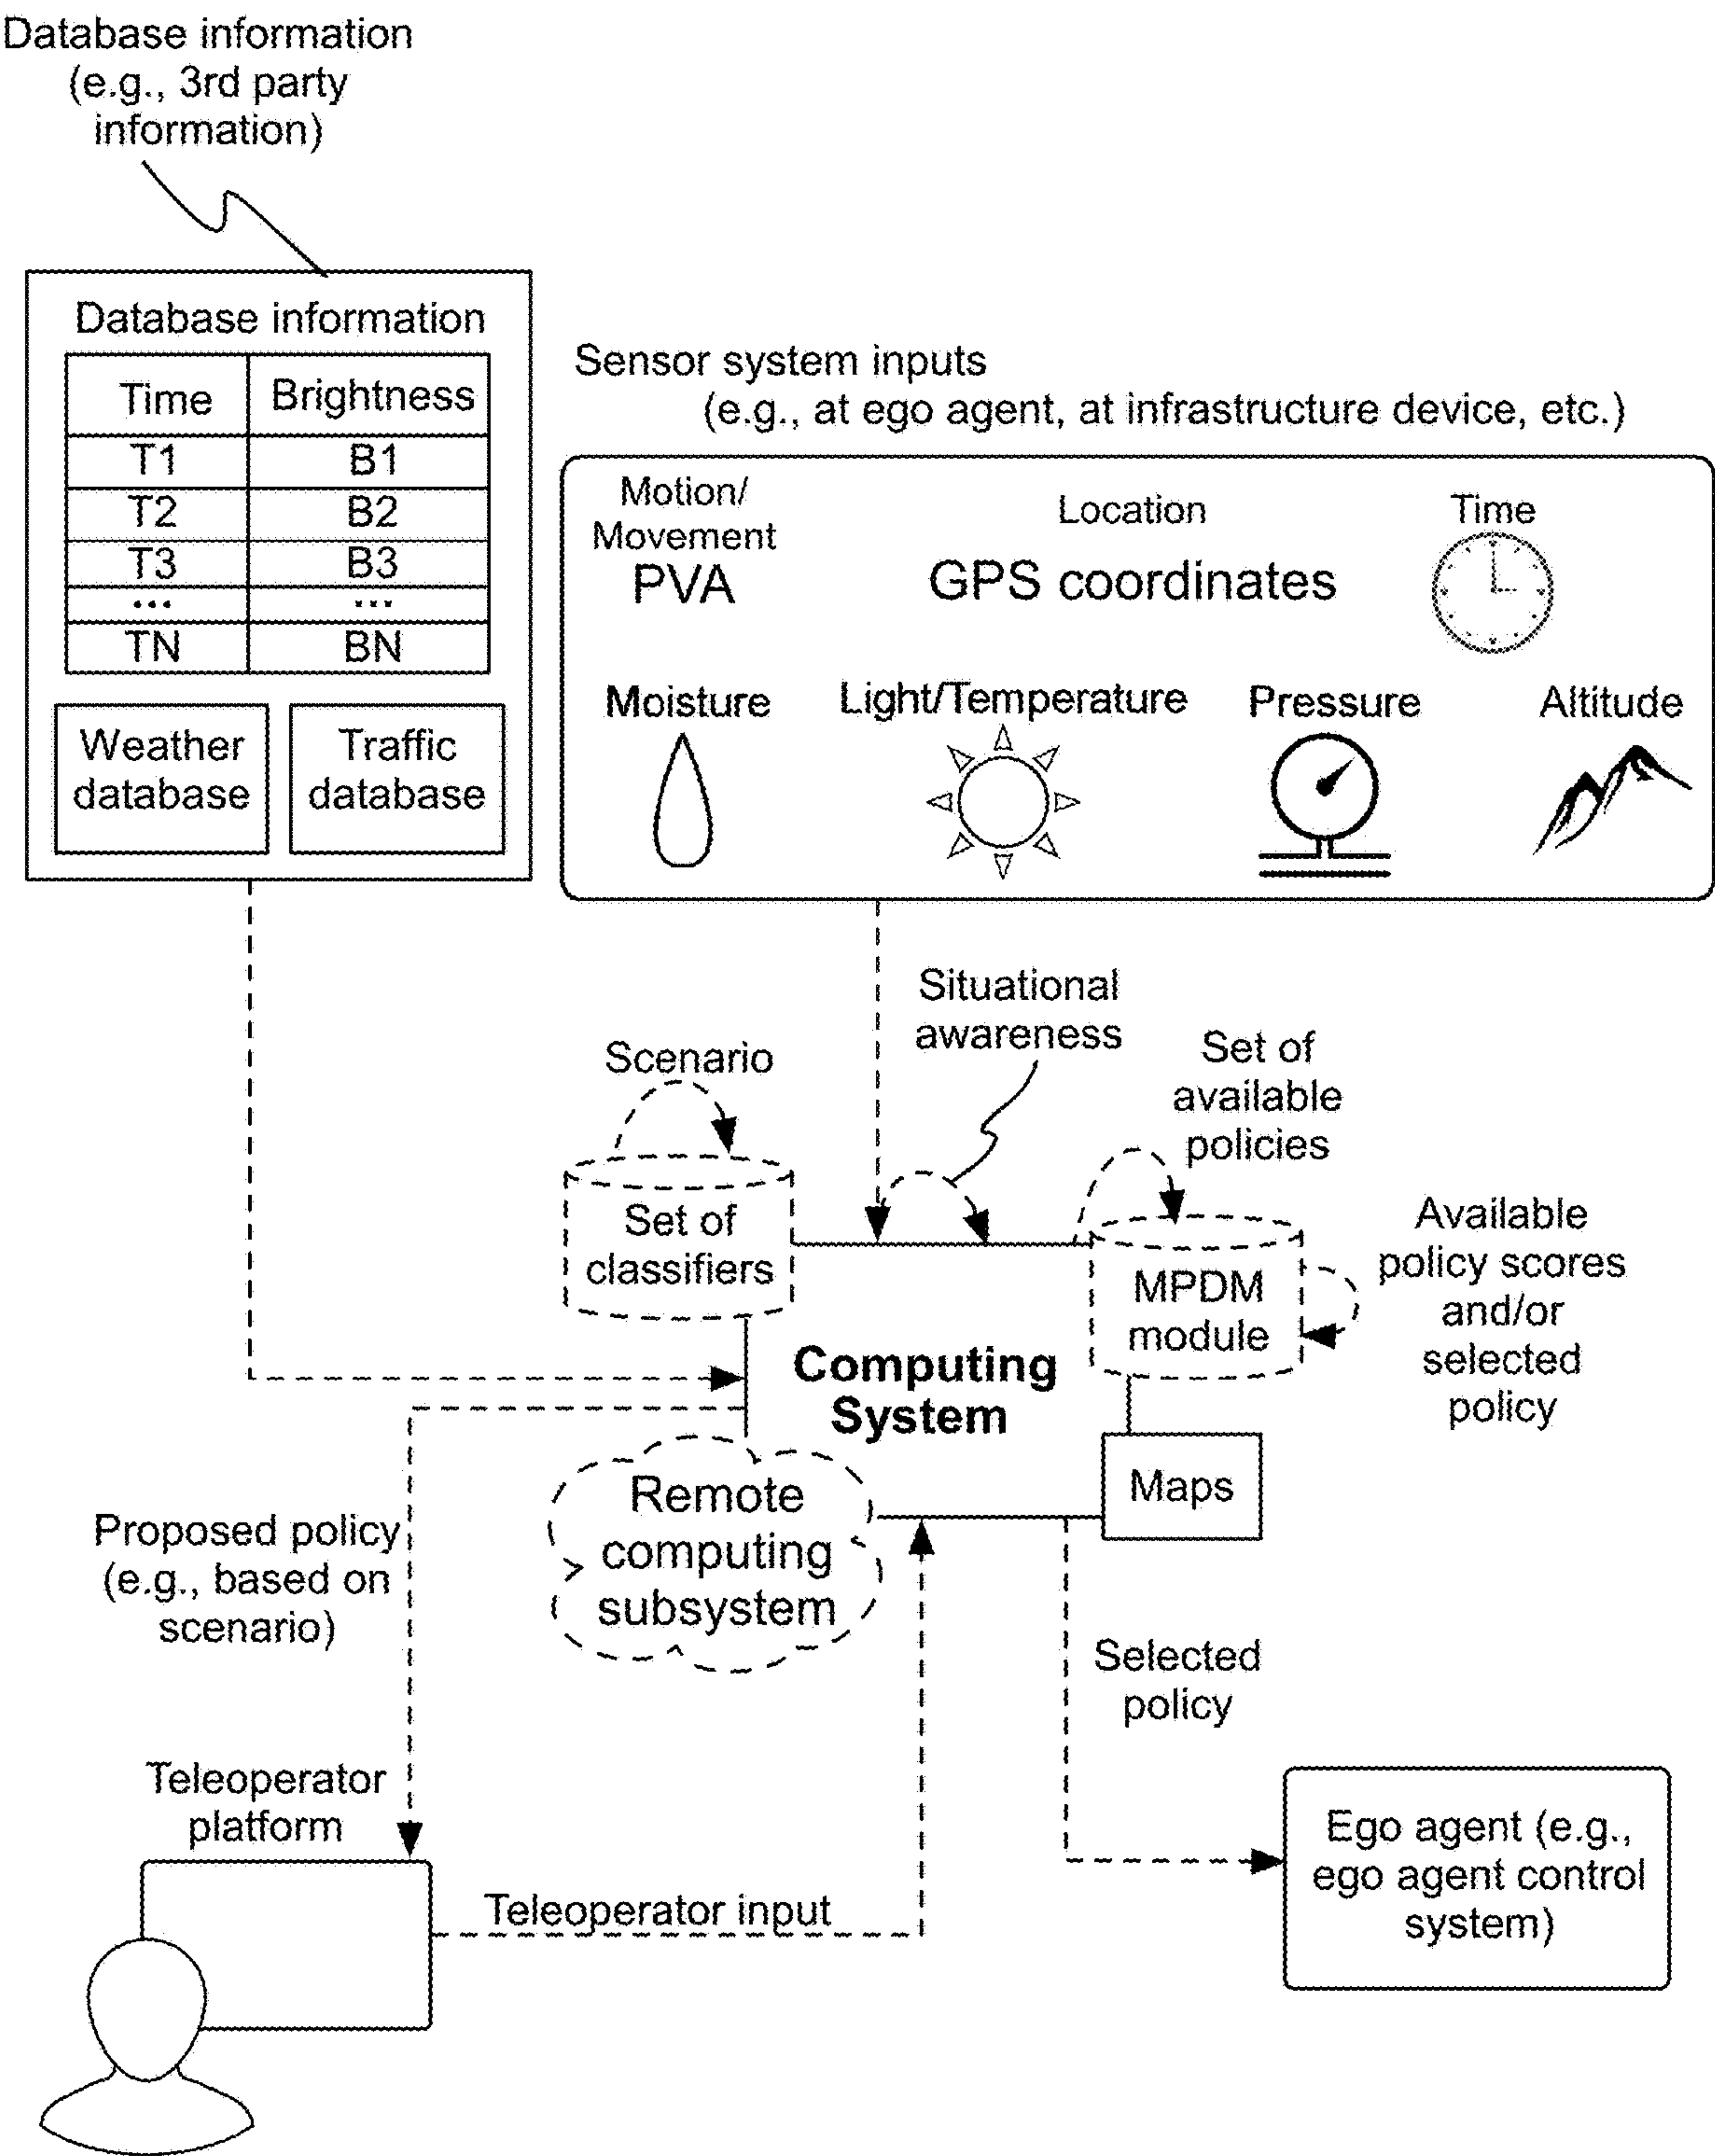 Database information
(e.g., 3rd party
information)
Database information
Time Brightness
T1 B1
T2 B2
T3 B3
... ...
TN BN
Weather
database
Traffic
database
Sensor system inputs
(e.g., at ego agent, at infrastructure device, etc.)
Motion/
Movement
PVA
Location
GPS coordinates
Time
Moisture
Light/Temperature
Pressure
Altitude
Situational
awareness
Scenario
Set of
available
policies
Set of
classifiers
MPDM
module
Available
policy scores
and/or
selected
policy
Computing
System
Maps
Remote
computing
subsystem
Proposed policy
(e.g., based on
scenario)
Selected
policy
Teleoperator
platform
Teleoperator input
Ego agent (e.g.,
ego agent control
system)